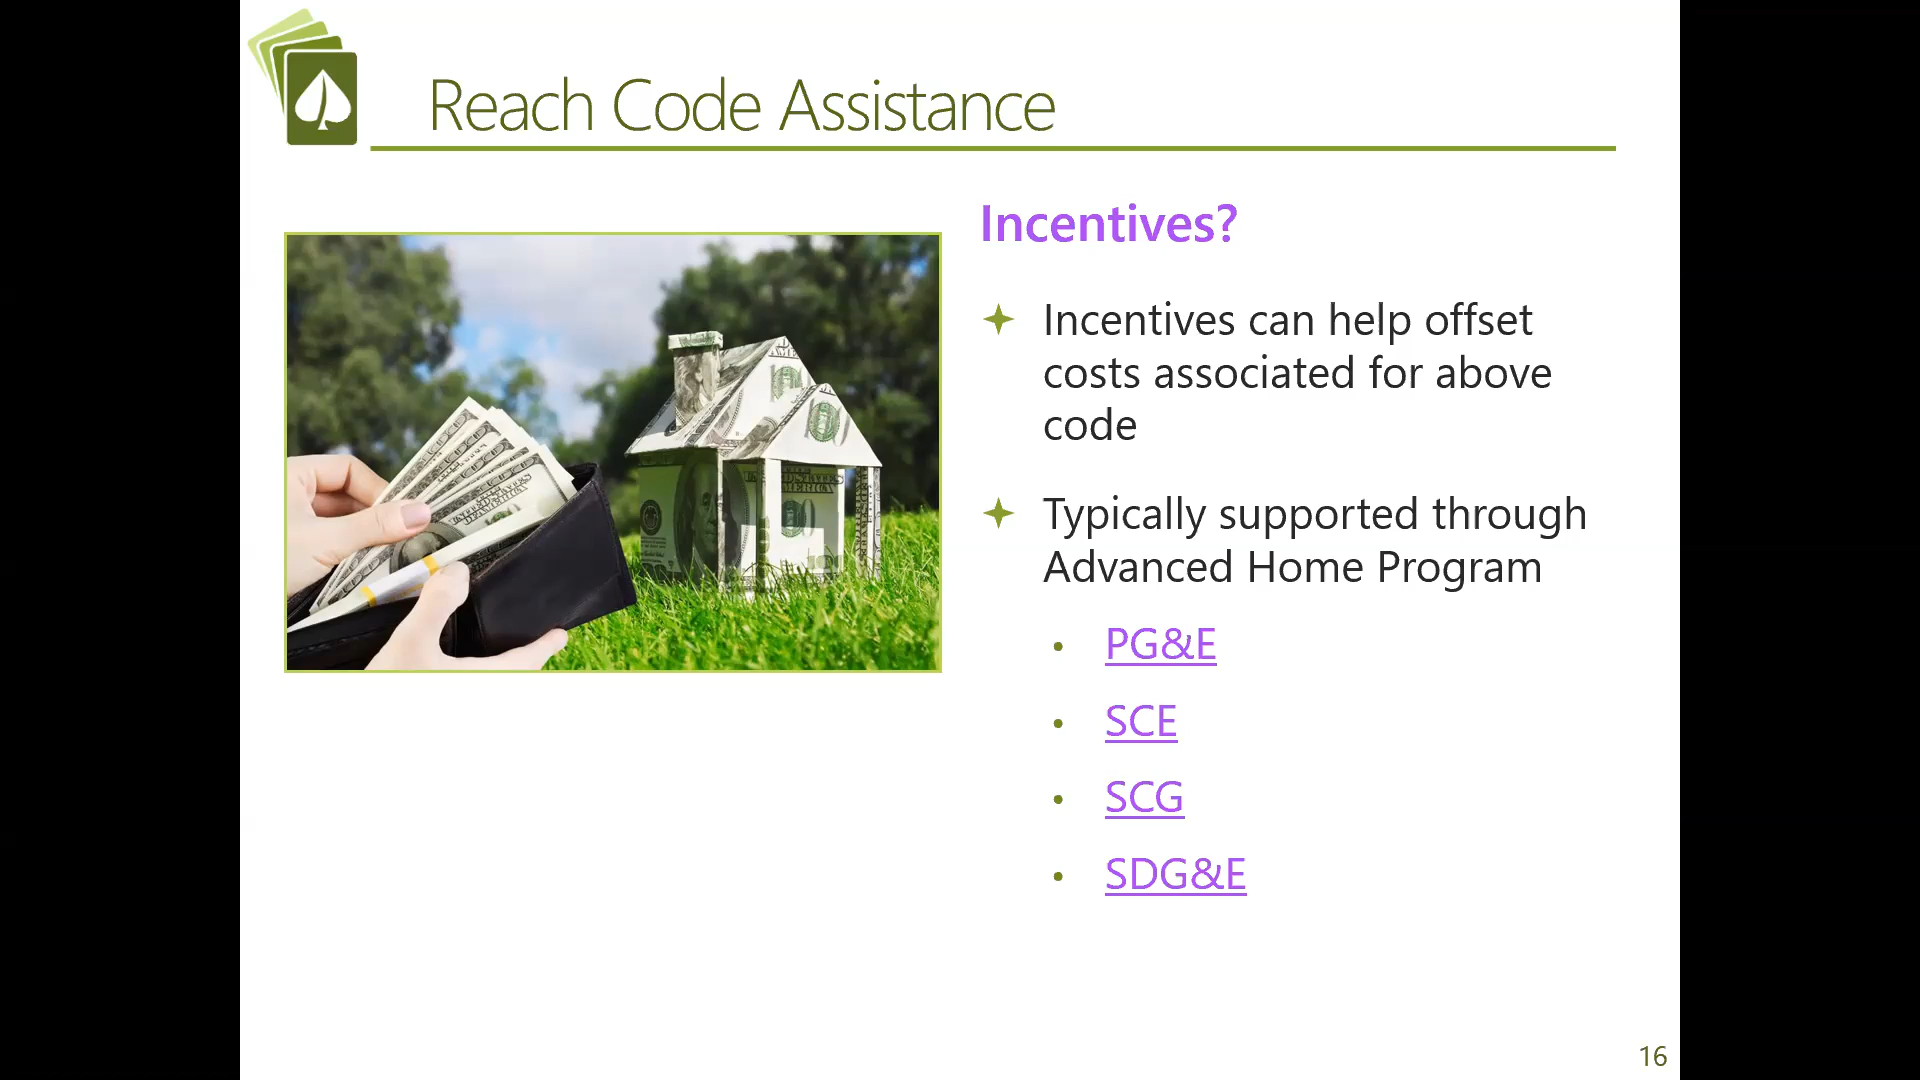 Reach Code Assistance
Incentives?
Incentives can help offset
costs associated for above
code
Typically supported through
Advanced Home Program
PG&E
SCE
SCG
SDG&E
16